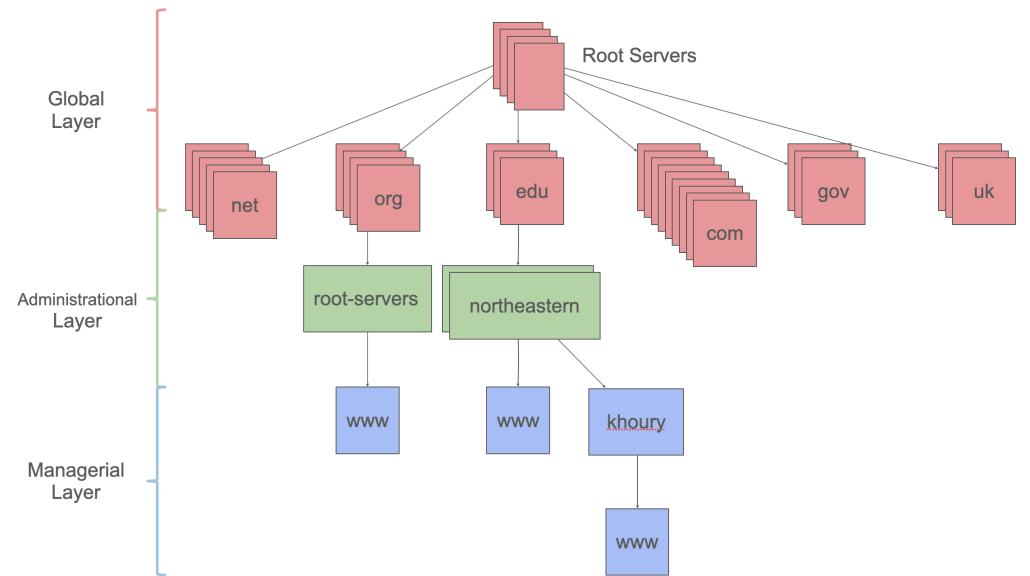 Root Servers
Global
Layer
net
org
edu
com
gov
uk
Administrational
Layer
root-servers
northeastern
www
www
khoury
Managerial
Layer
www